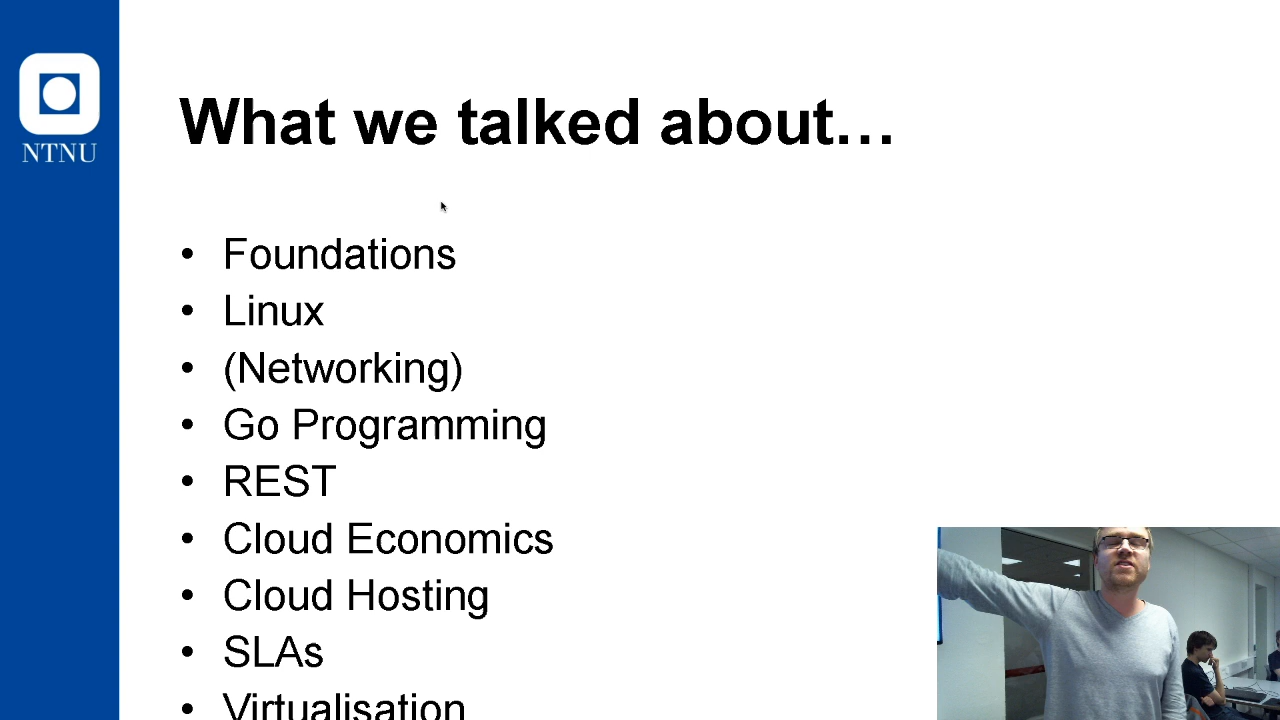 NTNU
What we talked about…
• Foundations
• Linux
• (Networking)
• Go Programming
• REST
• Cloud Economics
• Cloud Hosting
• SLAs
• Virtualisation